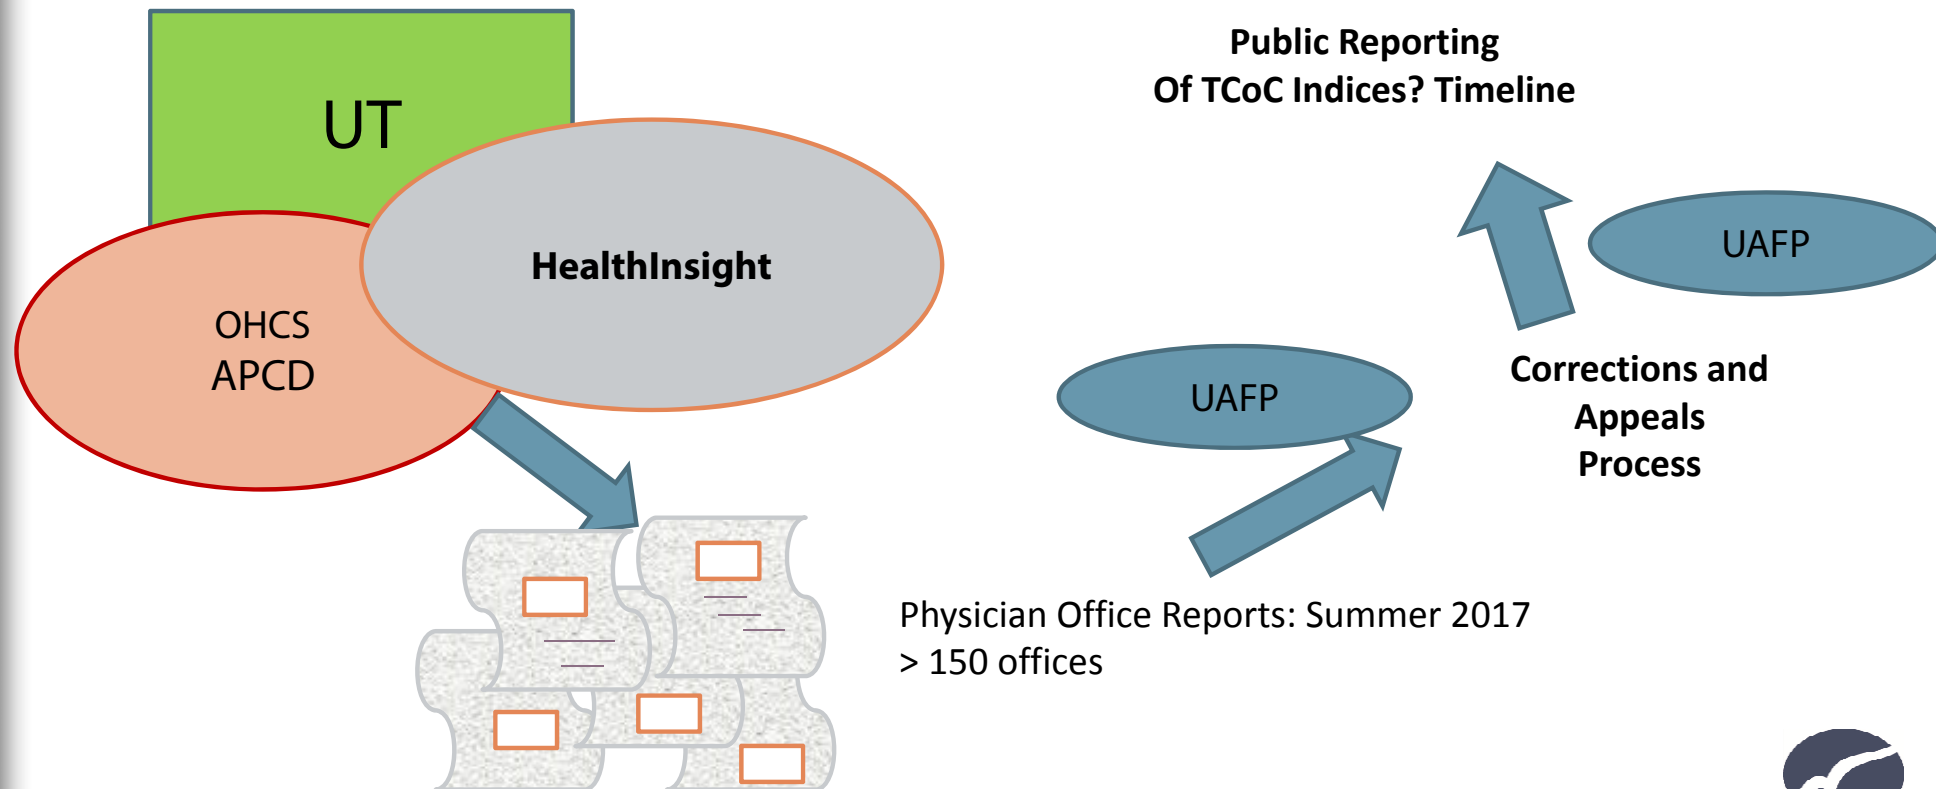 UT
HealthInsight
OHCS
APCD
Public Reporting
Of TCoC Indices? Timeline
UAFP
UAFP
Corrections and
Appeals
Process
Physician Office Reports: Summer 2017
> 150 offices